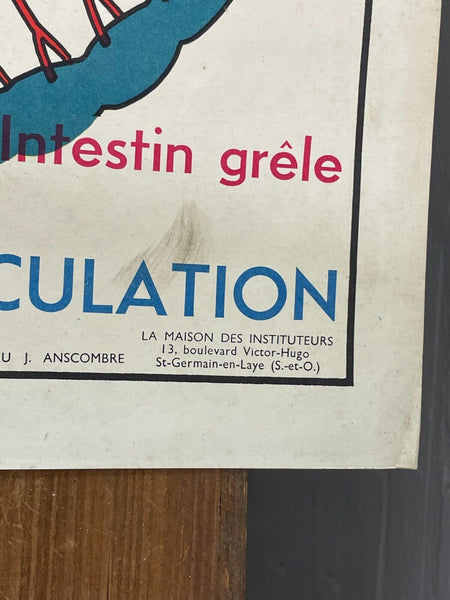 Intestin grêle
CULATION
U J. ANSCOMBRE
LA MAISON DES INSTITUTEURS
13, boulevard Victor-Hugo
St-Germain-en-Laye (S.-et-O.)